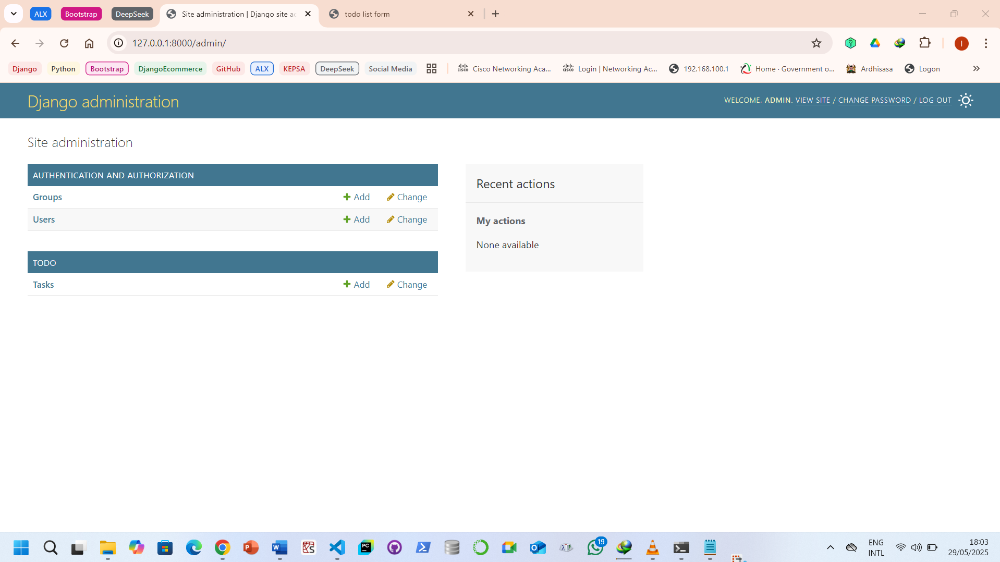 ALX Bootstrap DeepSeek Site administration | Django site ac todo list form
127.0.0.1:8000/admin/ I
Django Python Bootstrap DjangoEcommerce GitHub ALX KEPSA DeepSeek Social Media cisco Cisco Networking Aca... cisco Login | Networking Ac... 192.168.100.1 Home · Government o... Ardhisasa Logon
Django administration
WELCOME, ADMIN. VIEW SITE / CHANGE PASSWORD / LOG OUT
Site administration
AUTHENTICATION AND AUTHORIZATION
Groups Add Change
Users Add Change
TODO
Tasks Add Change
Recent actions
My actions
None available
19
ENG
INTL
18:03
29/05/2025